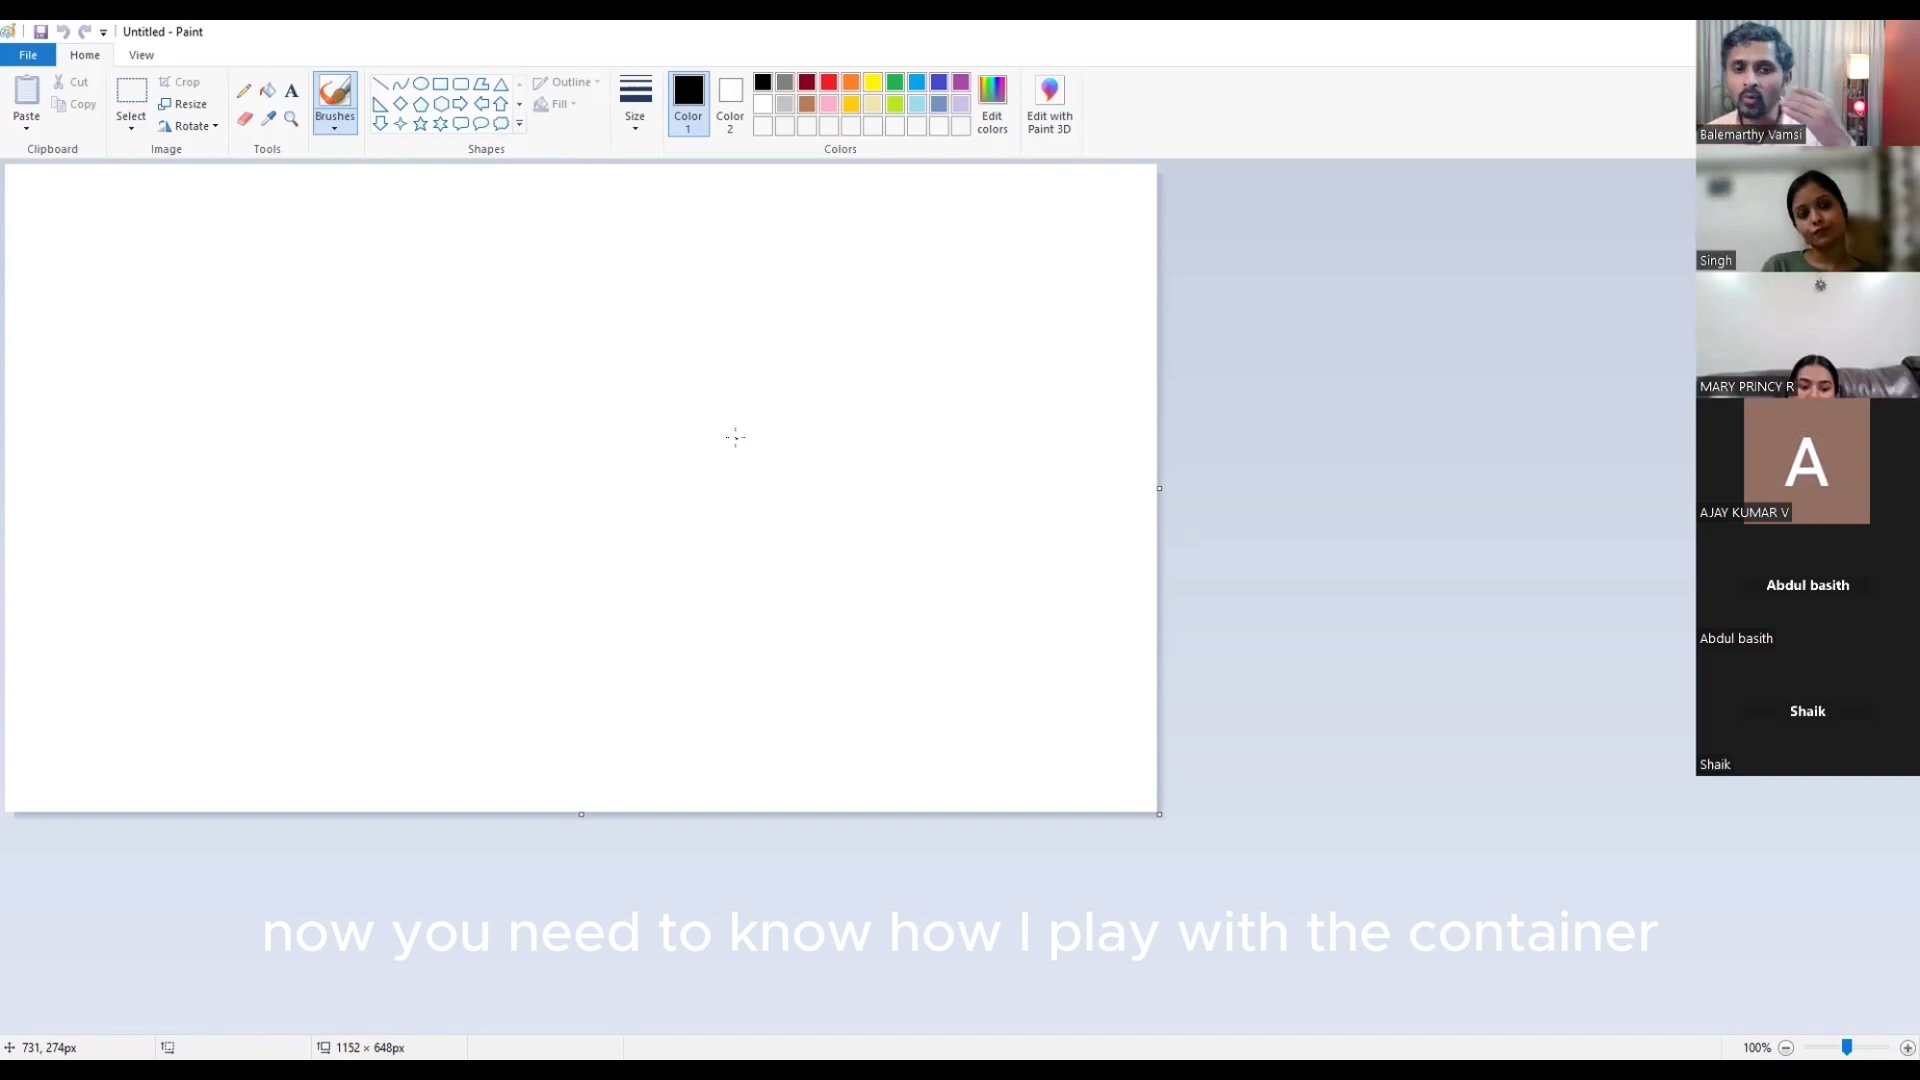 Untitled - Paint
File Home View
Paste
Cut
Copy
Clipboard
Select
Crop
Resize
Rotate
Image
A
Tools
Brushes
Shapes
Outline
Fill
Size
Color 1
Color 2
Colors
Edit colors
Edit with Paint 3D
Balemarthy Vamsi
Singh
MARY PRINCY R
A
AJAY KUMAR V
Abdul basith
Abdul basith
Shaik
Shaik
now you need to know how I play with the container
731, 274px
1152 × 648px
100%